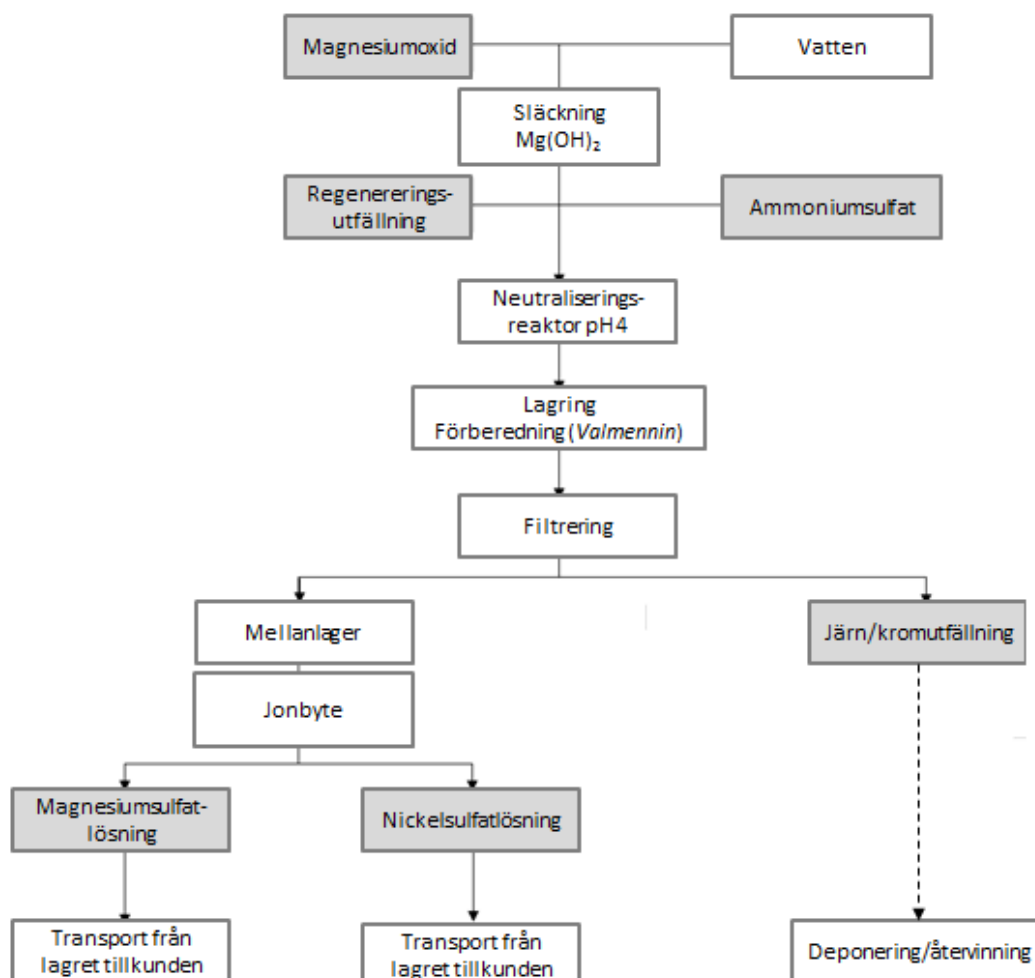 Magnesiumoxid
Vatten
Släckning
Mg(OH)₂
Regenererings-
utfällning
Ammoniumsulfat
Neutraliserings-
reaktor pH4
Lagring
Förberedning (Valmennin)
Filtrering
Mellanlager
Järn/kromutfällning
Jonbyte
Magnesiumsulfat-
lösning
Nickelsulfatlösning
Transport från
lagret till kunden
Transport från
lagret till kunden
Deponering/återvinning